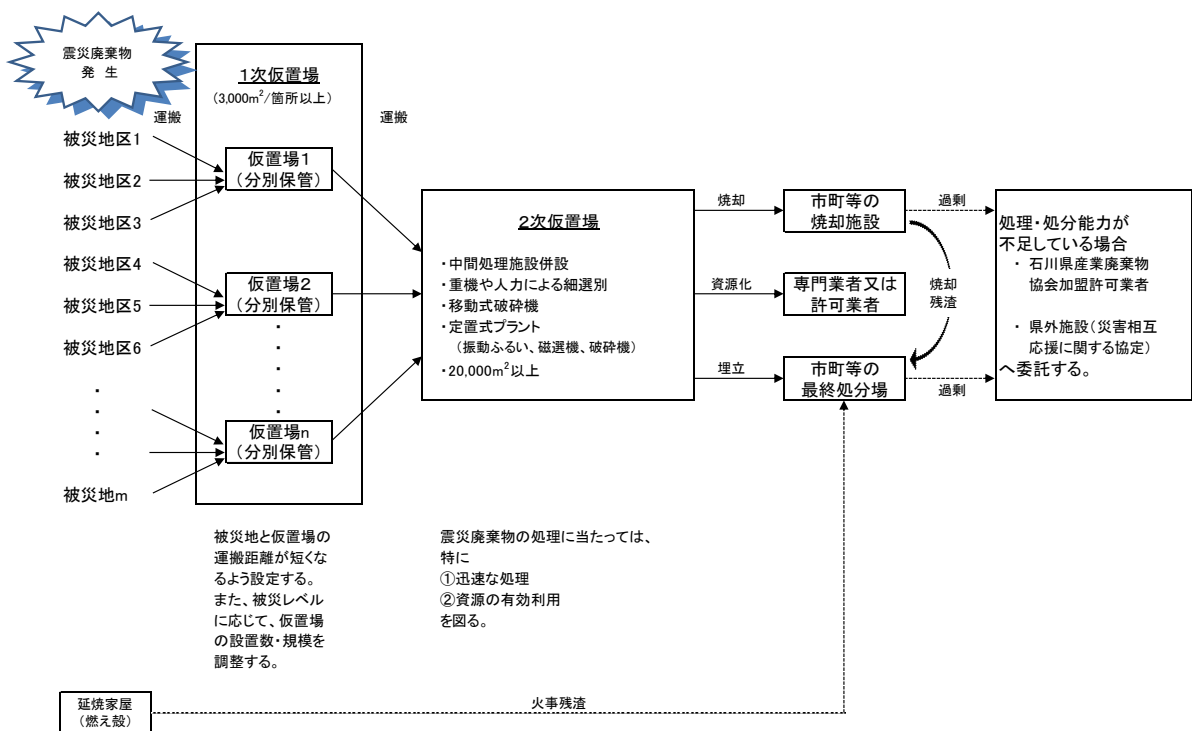 震災廃棄物
発 生
運搬
被災地区1
被災地区2
被災地区3
被災地区4
被災地区5
被災地区6
・
・
・
・
被災地m
1次仮置場
(3,000m²/箇所以上)
仮置場1
(分別保管)
仮置場2
(分別保管)
・
・
・
・
・
仮置場n
(分別保管)
運搬
2次仮置場
・中間処理施設併設
・重機や人力による細選別
・移動式破砕機
・定置式プラント
(振動ふるい、磁選機、破砕機)
・20,000m²以上
焼却
資源化
埋立
市町等の
焼却施設
専門業者又は
許可業者
市町等の
最終処分場
焼却
残渣
過剰
過剰
処理・処分能力が
不足している場合
・ 石川県産業廃棄物
協会加盟許可業者
・ 県外施設(災害相互
応援に関する協定)
へ委託する。
被災地と仮置場の
運搬距離が短くな
るよう設定する。
また、被災レベル
に応じて、仮置場
の設置数・規模を
調整する。
震災廃棄物の処理に当たっては、
特に
①迅速な処理
②資源の有効利用
を図る。
延焼家屋
(燃え殻)
火事残渣